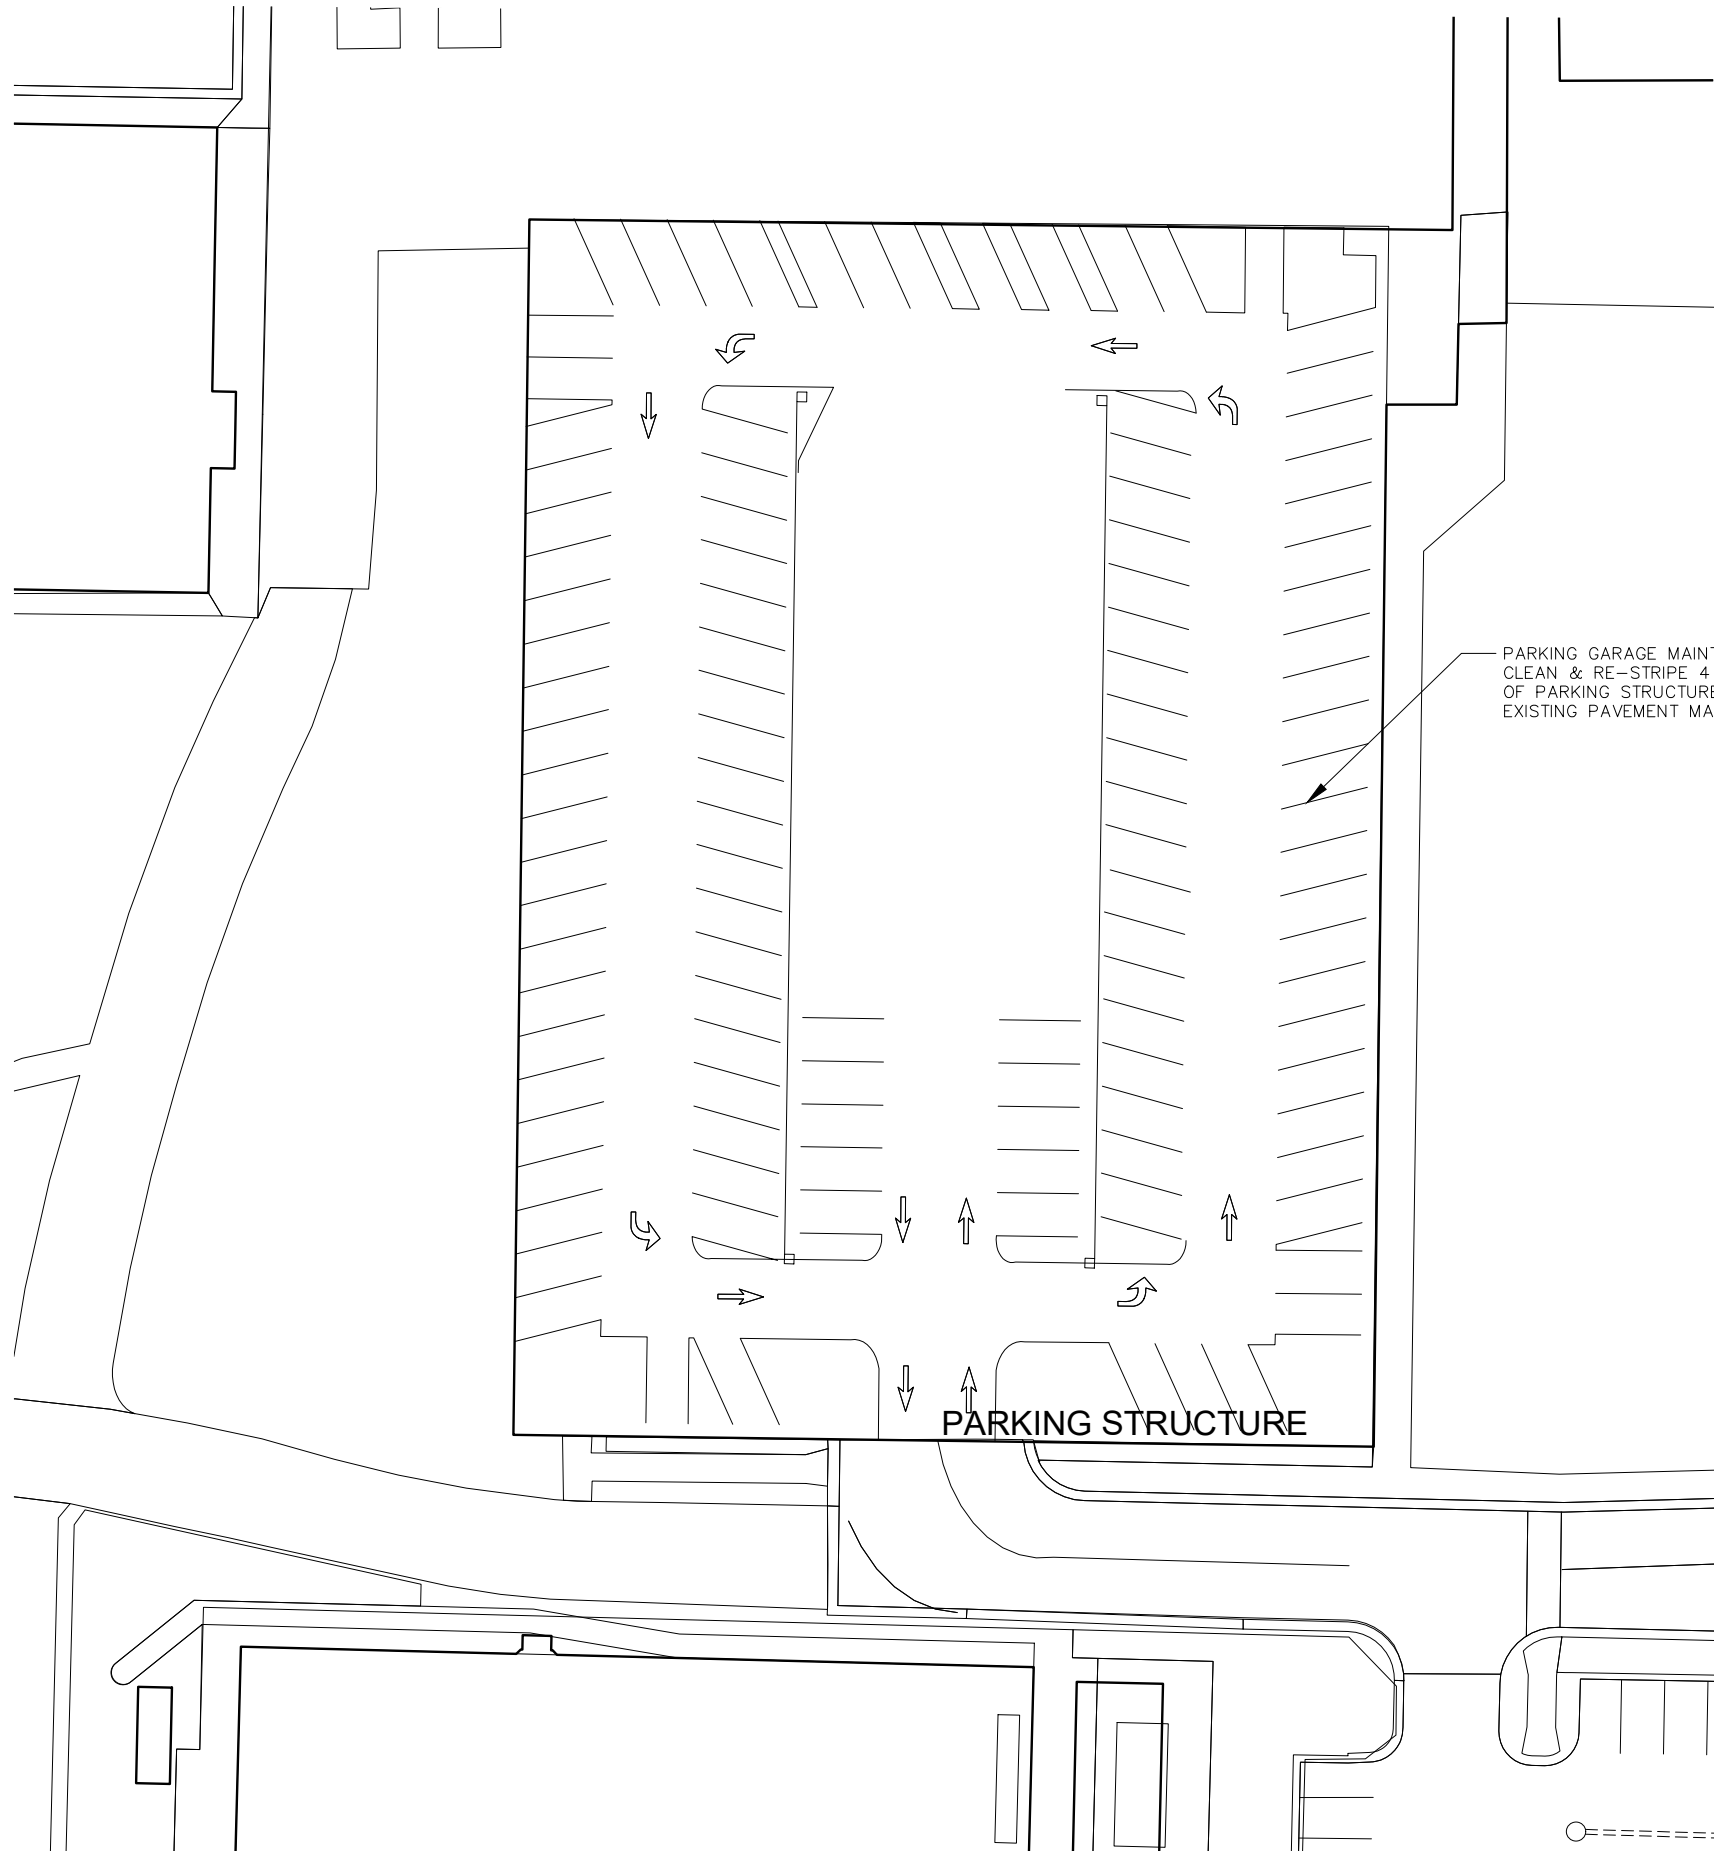 PARKING GARAGE MAINT
CLEAN & RE-STRIPE 4
OF PARKING STRUCTURE
EXISTING PAVEMENT MA
PARKING STRUCTURE